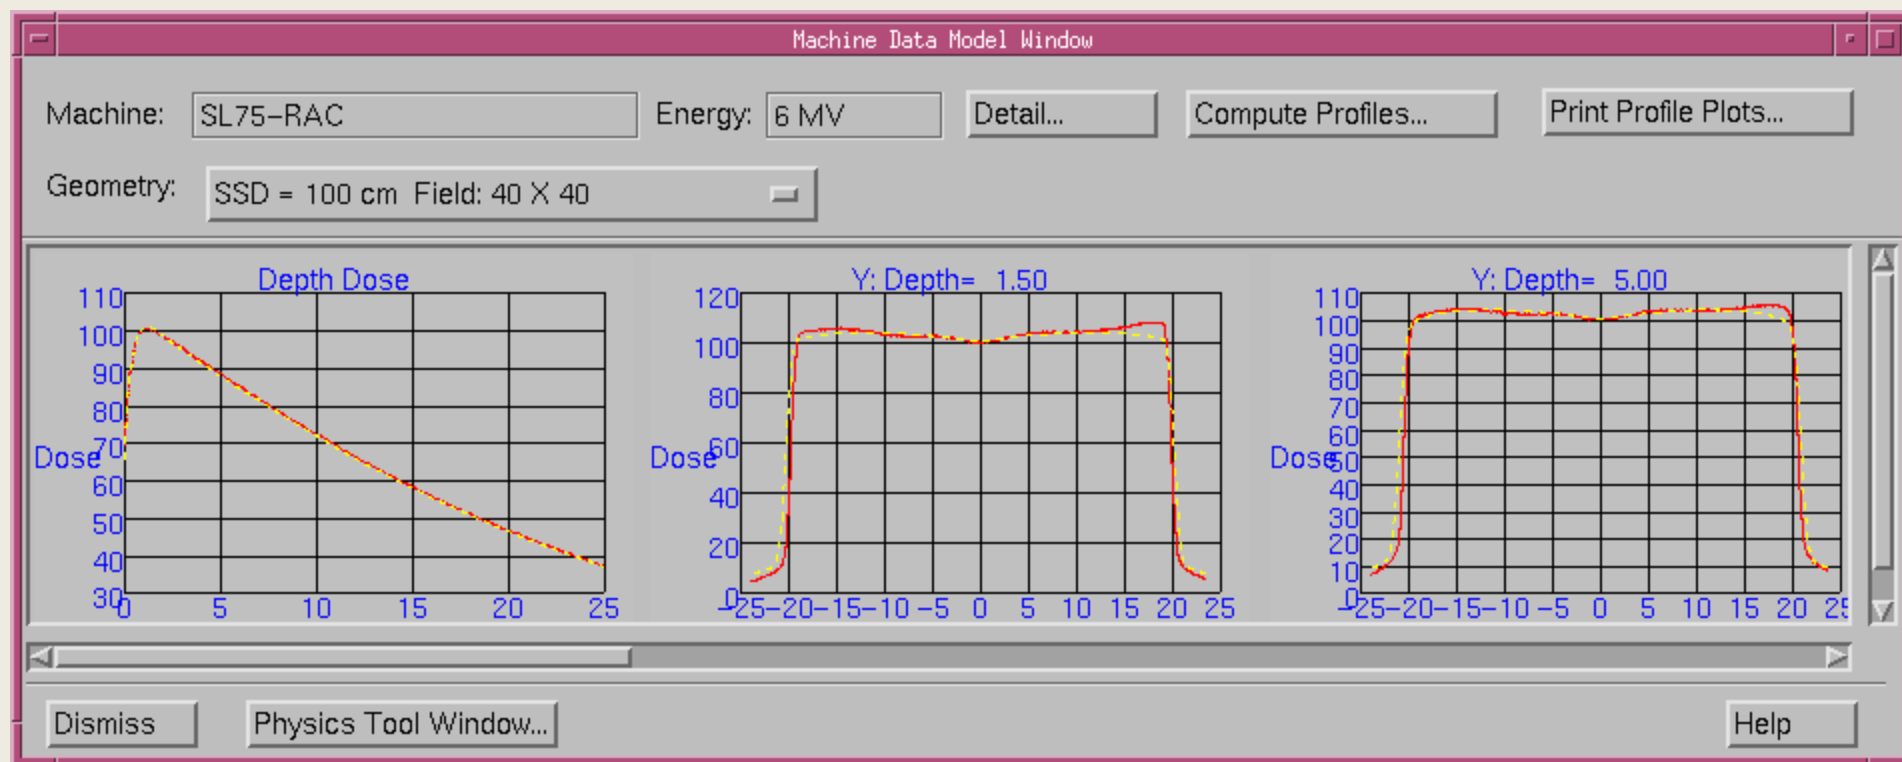 Machine Data Model Window
Machine: SL75-RAC Energy: 6 MV Detail... Compute Profiles... Print Profile Plots...
Geometry: SSD = 100 cm Field: 40 X 40
Depth Dose
110
100
90
80
70
60
50
40
30
Dose
0 5 10 15 20 25
Y: Depth= 1.50
120
100
80
60
40
20
0
Dose
-25 -20 -15 -10 -5 0 5 10 15 20 25
Y: Depth= 5.00
110
100
90
80
70
60
50
40
30
20
10
0
Dose
-25 -20 -15 -10 -5 0 5 10 15 20 25
Dismiss Physics Tool Window... Help